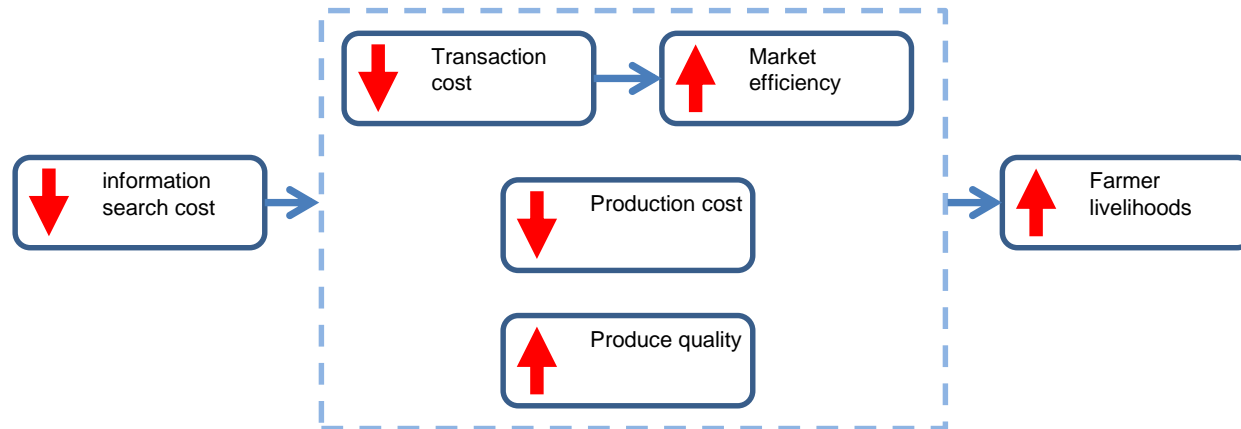 Transaction
cost
Market
efficiency
information
search cost
Production cost
Produce quality
Farmer
livelihoods